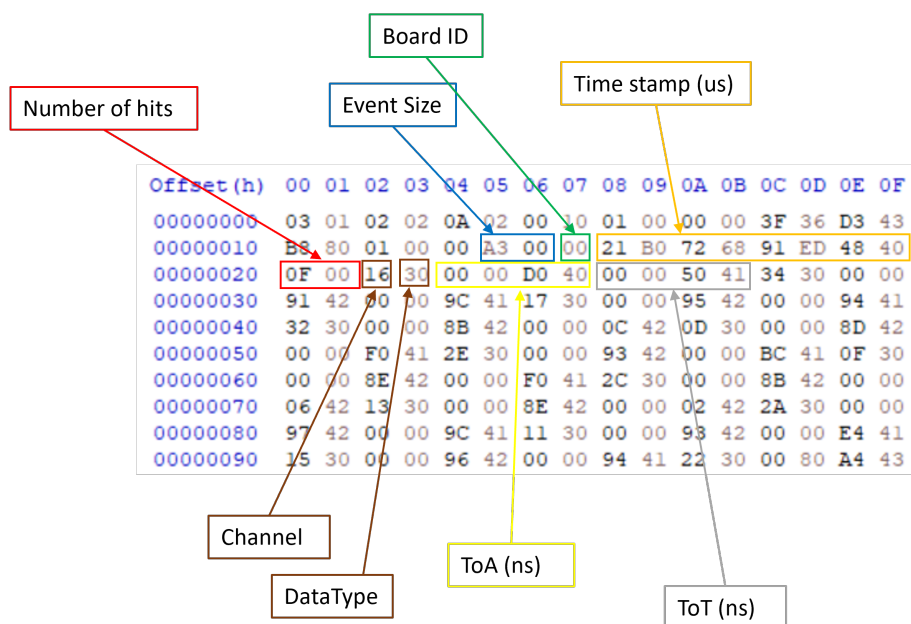 Board ID
Time stamp (us)
Event Size
Number of hits
Offset(h) 00 01 02 03 04 05 06 07 08 09 0A 0B 0C 0D 0E 0F
00000000 03 01 02 02 0A 02 00 10 01 00 00 00 3F 36 D3 43
00000010 B8 80 01 00 00 A3 00 00 21 B0 72 68 91 ED 48 40
00000020 0F 00 16 30 00 00 D0 40 00 00 50 41 34 30 00 00
00000030 91 42 00 00 9C 41 17 30 00 00 95 42 00 00 94 41
00000040 32 30 00 00 8B 42 00 00 0C 42 0D 30 00 00 8D 42
00000050 00 00 F0 41 2E 30 00 00 93 42 00 00 BC 41 0F 30
00000060 00 00 8E 42 00 00 F0 41 2C 30 00 00 8B 42 00 00
00000070 06 42 13 30 00 00 8E 42 00 00 02 42 2A 30 00 00
00000080 97 42 00 00 9C 41 11 30 00 00 93 42 00 00 E4 41
00000090 15 30 00 00 96 42 00 00 94 41 22 30 00 80 A4 43
Channel
ToA (ns)
DataType
ToT (ns)